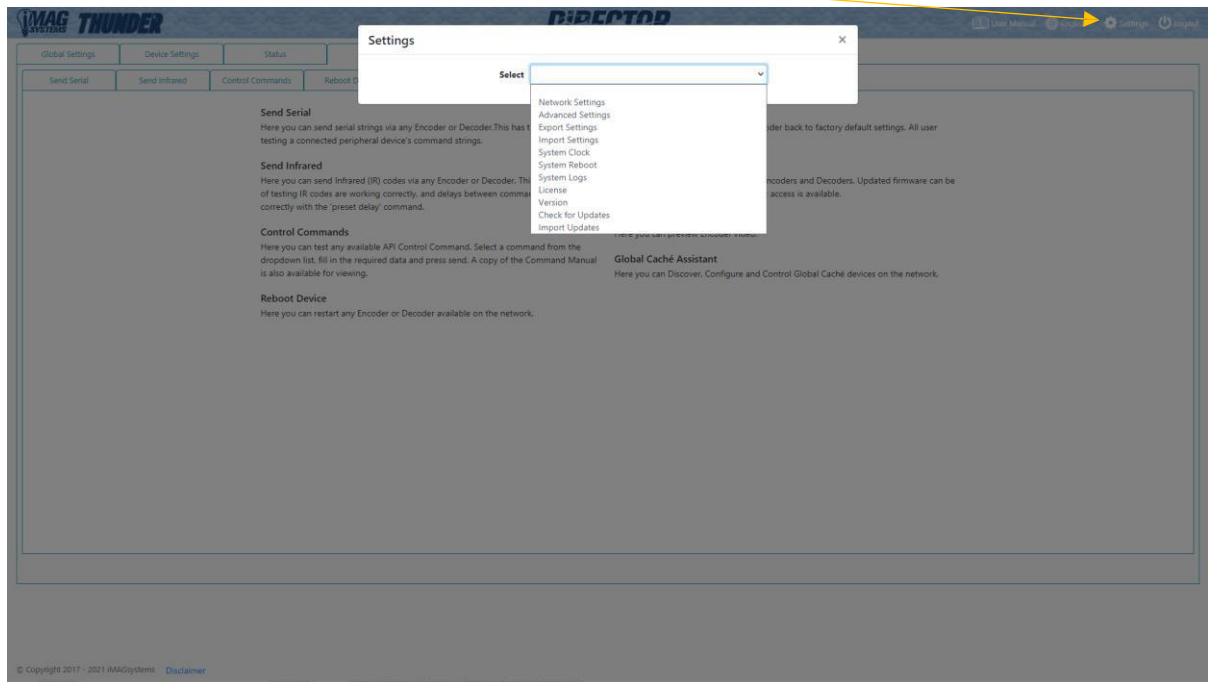 iMAG SYSTEMS THUNDER
DiRECTOR
User Manual
Settings
Logout
Settings
×
Global Settings
Device Settings
Status
Send Serial
Send Infrared
Control Commands
Reboot
Select
Network Settings
Advanced Settings
Export Settings
Import Settings
System Clock
System Reboot
System Logs
License
Version
Check for Updates
Import Updates
Send Serial
Here you can send serial strings via any Encoder or Decoder.This has
testing a connected peripheral device's command strings.
Send Infrared
Here you can send Infrared (IR) codes via any Encoder or Decoder.
of testing IR codes are working correctly, and delays between
correctly with the 'preset delay' command.
Control Commands
Here you can test any available API Control Command. Select a command from the
dropdown list, fill in the required data and press send. A copy of the Command Manual
is also available for viewing.
Reboot Device
Here you can restart any Encoder or Decoder available on the network.
back to factory default settings. All user
and Decoders. Updated firmware can be
access is available.
Here you can preview Encoder video.
Global Caché Assistant
Here you can Discover, Configure and Control Global Caché devices on the network.
© Copyright 2017 - 2021 iMAGsystems Disclaimer